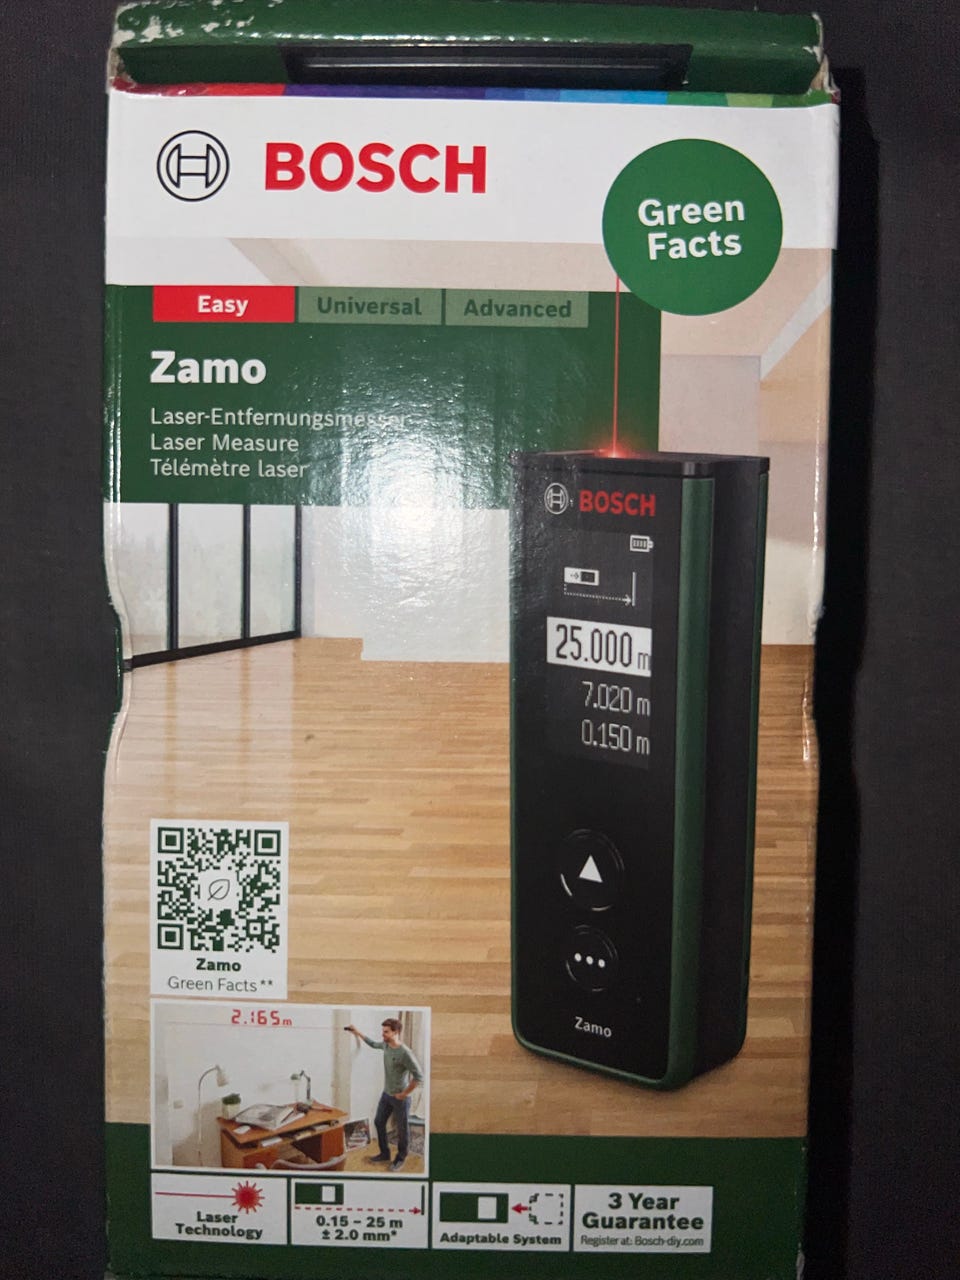 BOSCH
Green
Facts
Easy
Universal
Advanced
Zamo
Laser-Entfernungsmesser
Laser Measure
Télémètre laser
BOSCH
25.000 m
7.020 m
0.150 m
Zamo
Zamo
Green Facts**
2.165m
Laser
Technology
0.15 – 25 m
± 2.0 mm*
Adaptable System
3 Year
Guarantee
Register at: Bosch-diy.com